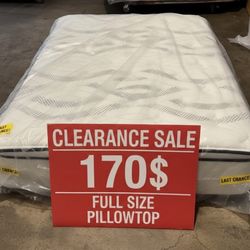 CLEARANCE SALE
170$
FULL SIZE
PILLOWTOP
LAST CHANCE!
LAST CHANCE!